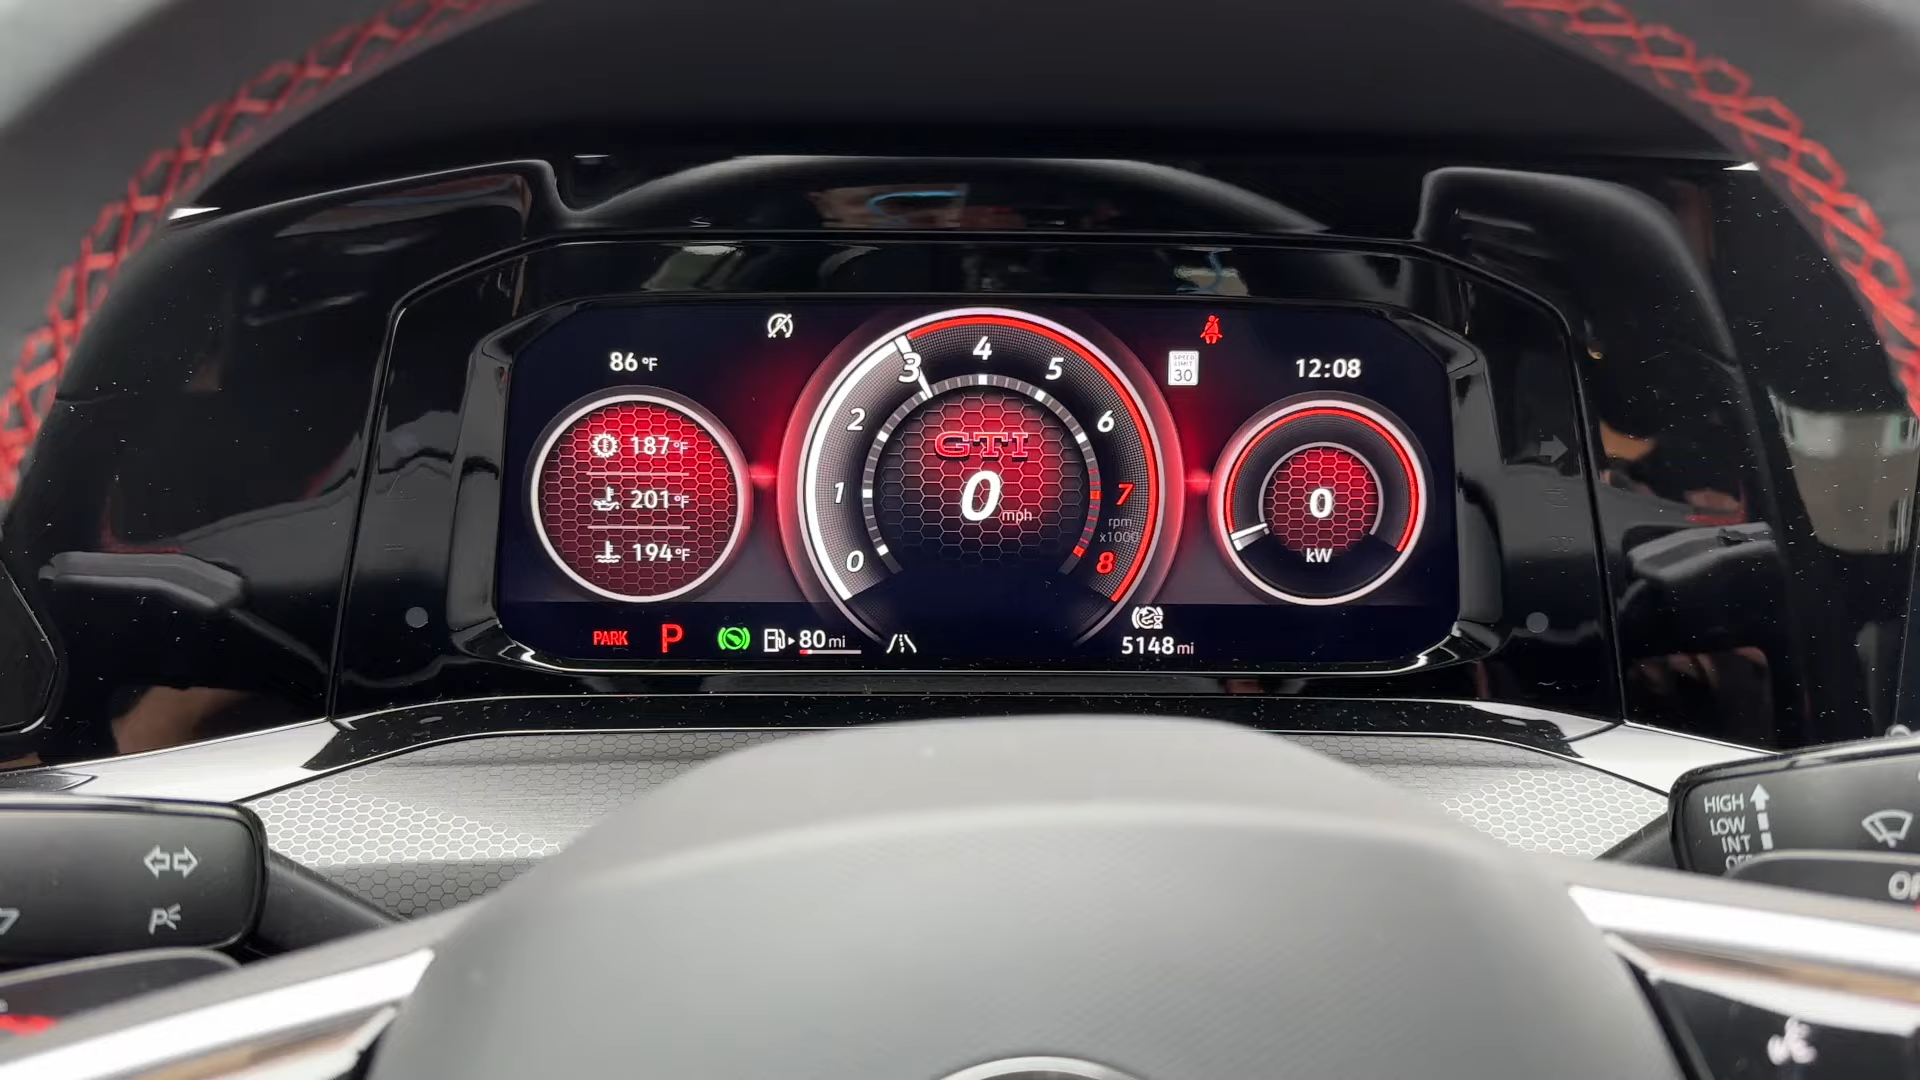 86 °F
SPEED
LIMIT
30
12:08
187 °F
201 °F
194 °F
0
1
2
3
4
5
6
7
8
rpm
x1000
GTI
0 mph
0
kW
PARK
P
80 mi
5148 mi
HIGH
LOW
INT
OFF